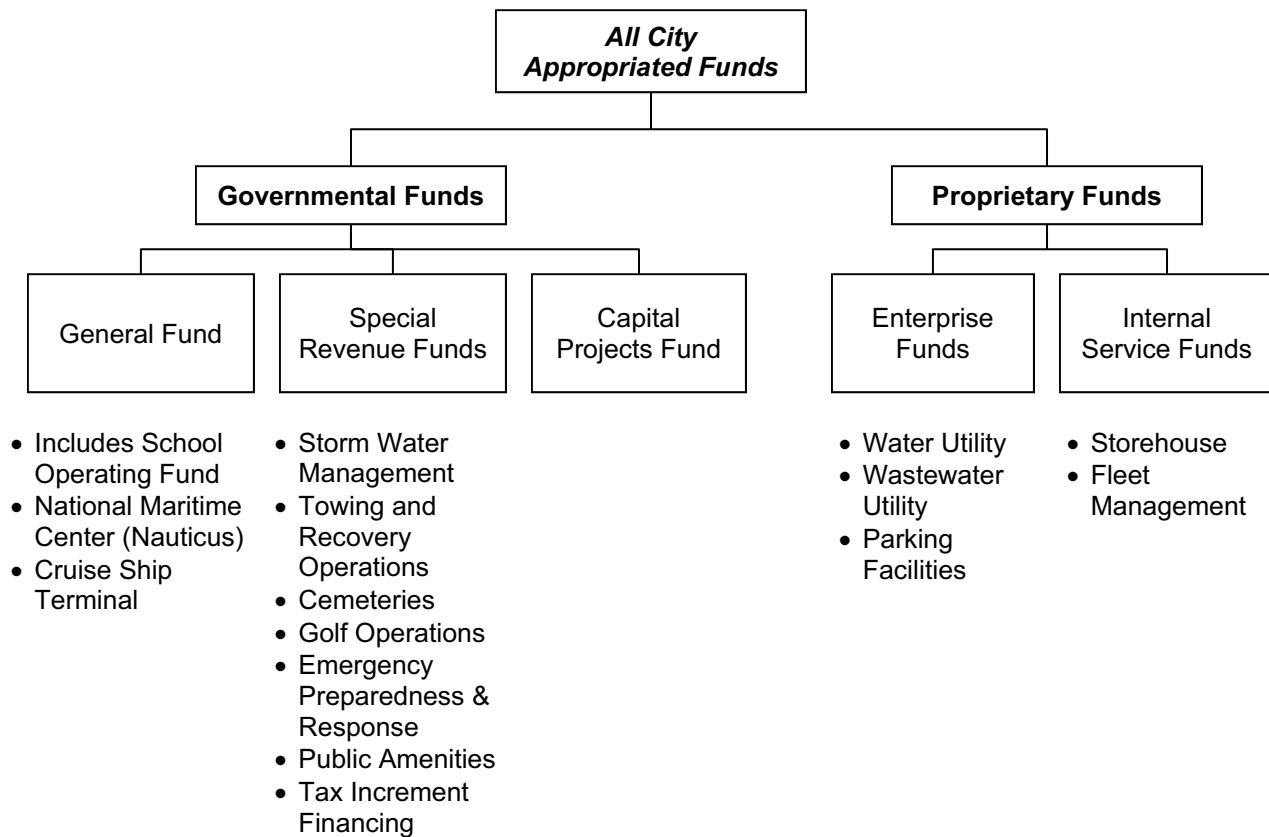 All City
Appropriated Funds
Governmental Funds
Proprietary Funds
General Fund
Special
Revenue Funds
Capital
Projects Fund
Enterprise
Funds
Internal
Service Funds
• Includes School
Operating Fund
• National Maritime
Center (Nauticus)
• Cruise Ship
Terminal
• Storm Water
Management
• Towing and
Recovery
Operations
• Cemeteries
• Golf Operations
• Emergency
Preparedness &
Response
• Public Amenities
• Tax Increment
Financing
• Water Utility
• Wastewater
Utility
• Parking
Facilities
• Storehouse
• Fleet
Management